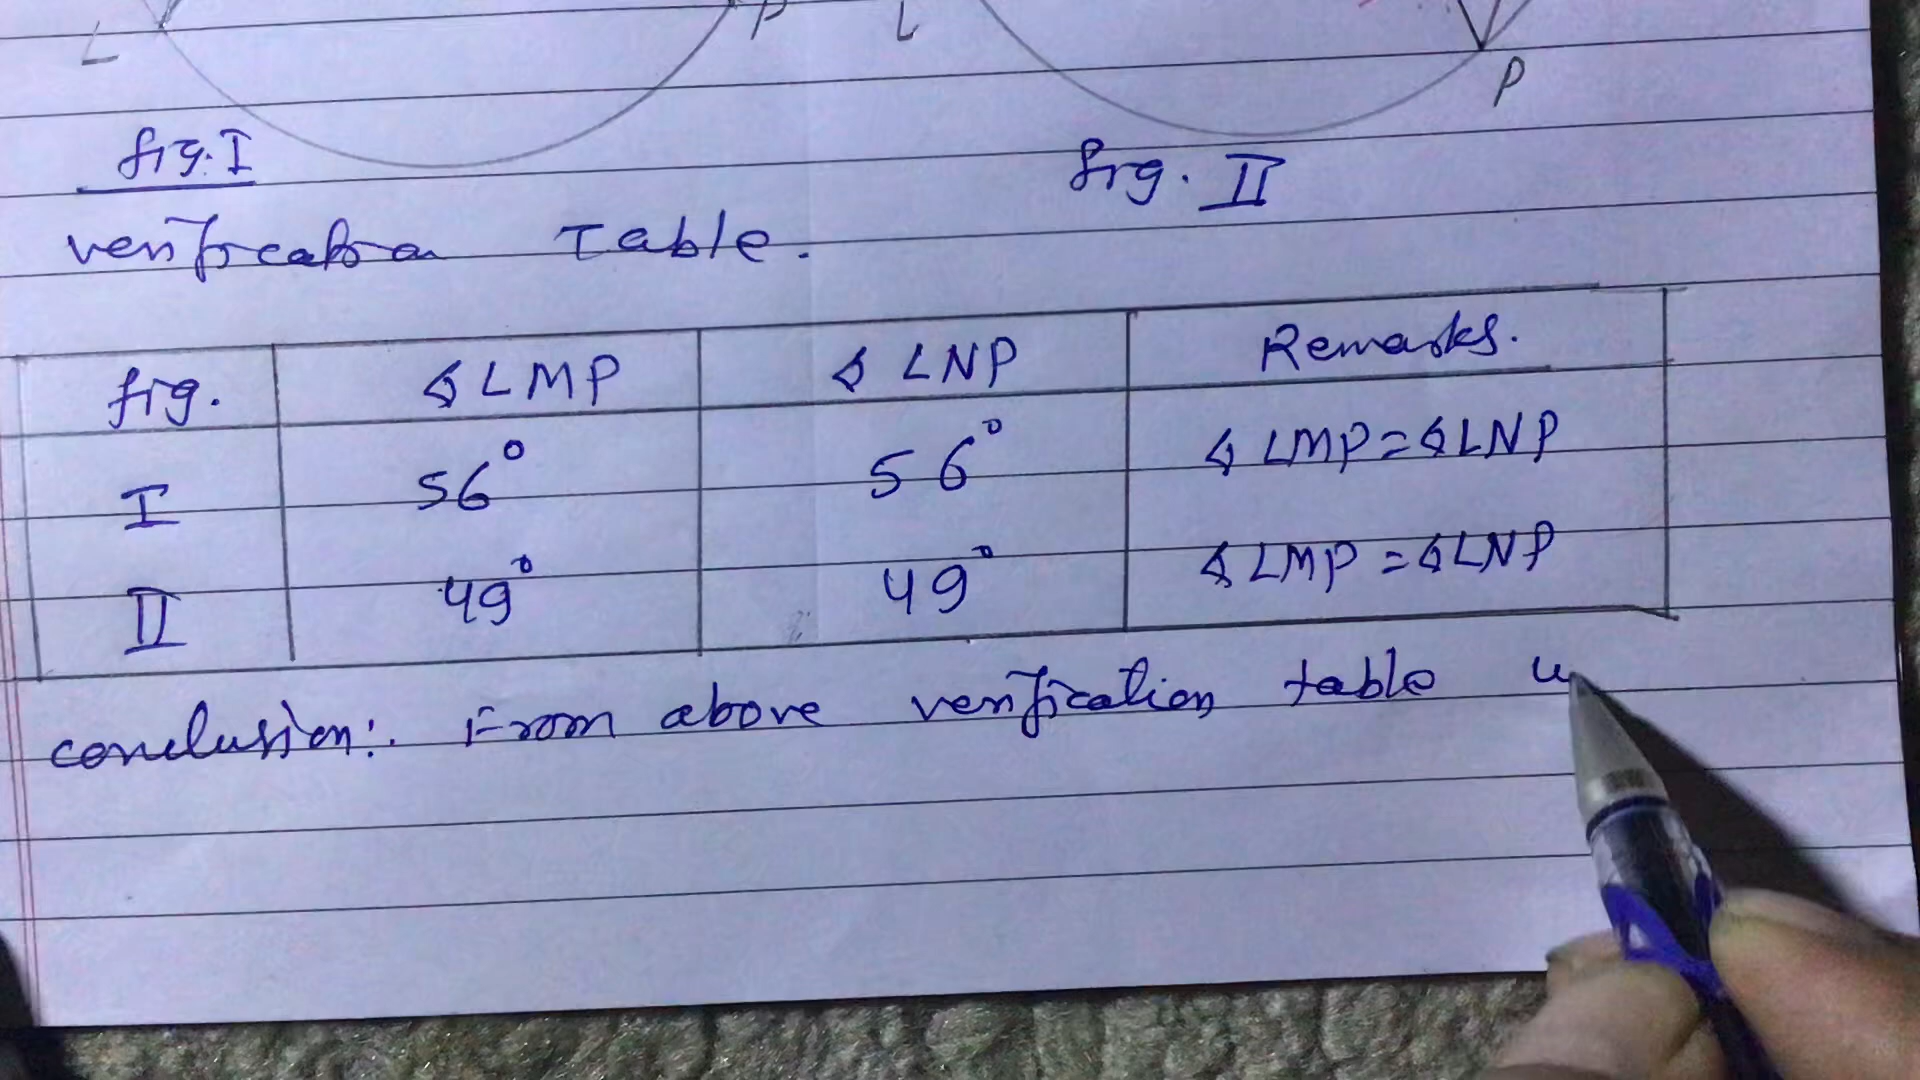 L P L
P
fig. I fig. II
verification Table.
fig. ∡LMP ∡LNP Remarks.
I 56° 56° ∡LMP=∡LNP
II 49° 49° ∡LMP=∡LNP
conclusion:. From above verification table w